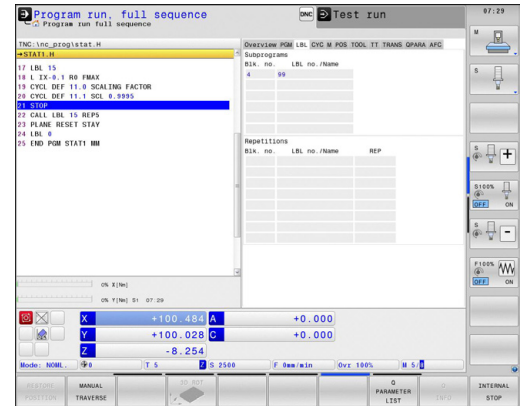 Program run, full sequence
Program run full sequence
DNC
Test run
07:29
TNC:\nc_prog\stat.H
→STAT1.H
17 LBL 15
18 L IX-0.1 R0 FMAX
19 CYCL DEF 11.0 SCALING FACTOR
20 CYCL DEF 11.1 SCL 0.9995
21 STOP
22 CALL LBL 15 REP5
23 PLANE RESET STAY
24 LBL 0
25 END PGM STAT1 MM
Overview PGM LBL CYC M POS TOOL TT TRANS QPARA AFC
Subprograms
Blk. no. LBL no./Name
4 99
Repetitions
Blk. no. LBL no./Name REP
0% X[Nm]
0% Y[Nm] S1 07:29
X +100.484 A +0.000
Y +100.028 C +0.000
Z -8.254
Mode: NOML. 0 T 5 Z S 2500 F 0mm/min Ovr 100% M 5/
M
S
S
+
S100%
OFF ON
S
-
F100%
OFF ON
RESTORE POSITION
MANUAL TRAVERSE
3D ROT
Q PARAMETER LIST
Q INFO
INTERNAL STOP